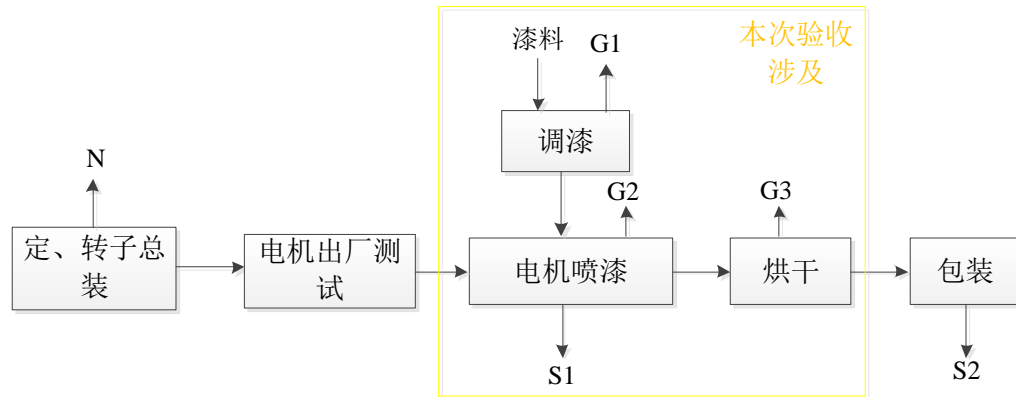 漆料
G1
本次验收
涉及
调漆
N
G2
G3
定、转子总
装
电机出厂测
试
电机喷漆
烘干
包装
S1
S2